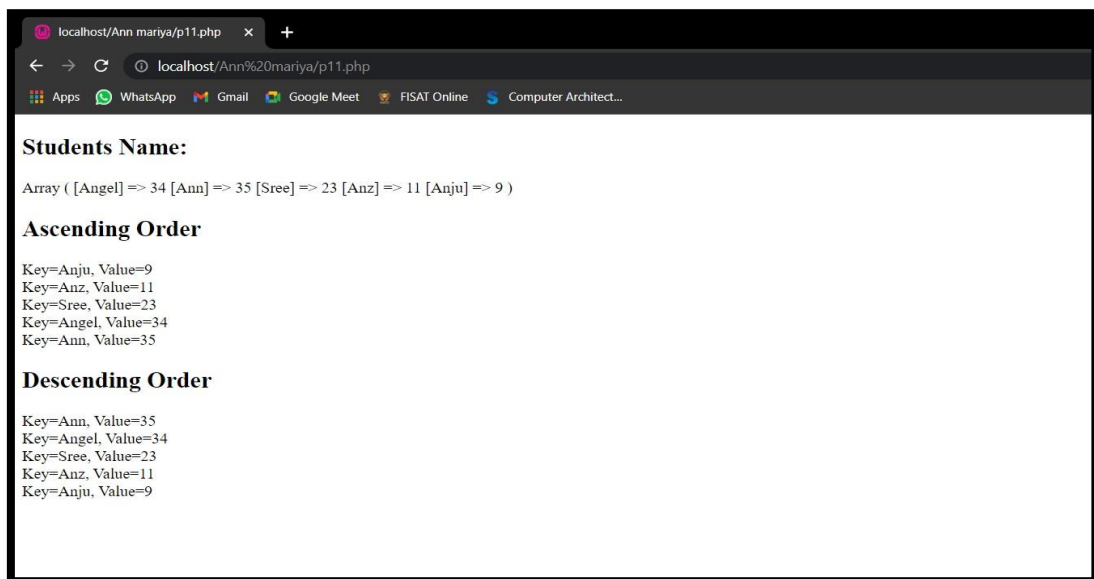 localhost/Ann mariya/p11.php
localhost/Ann%20mariya/p11.php
Apps WhatsApp Gmail Google Meet FISAT Online Computer Architect...
Students Name:
Array ( [Angel] => 34 [Ann] => 35 [Sree] => 23 [Anz] => 11 [Anju] => 9 )
Ascending Order
Key=Anju, Value=9
Key=Anz, Value=11
Key=Sree, Value=23
Key=Angel, Value=34
Key=Ann, Value=35
Descending Order
Key=Ann, Value=35
Key=Angel, Value=34
Key=Sree, Value=23
Key=Anz, Value=11
Key=Anju, Value=9